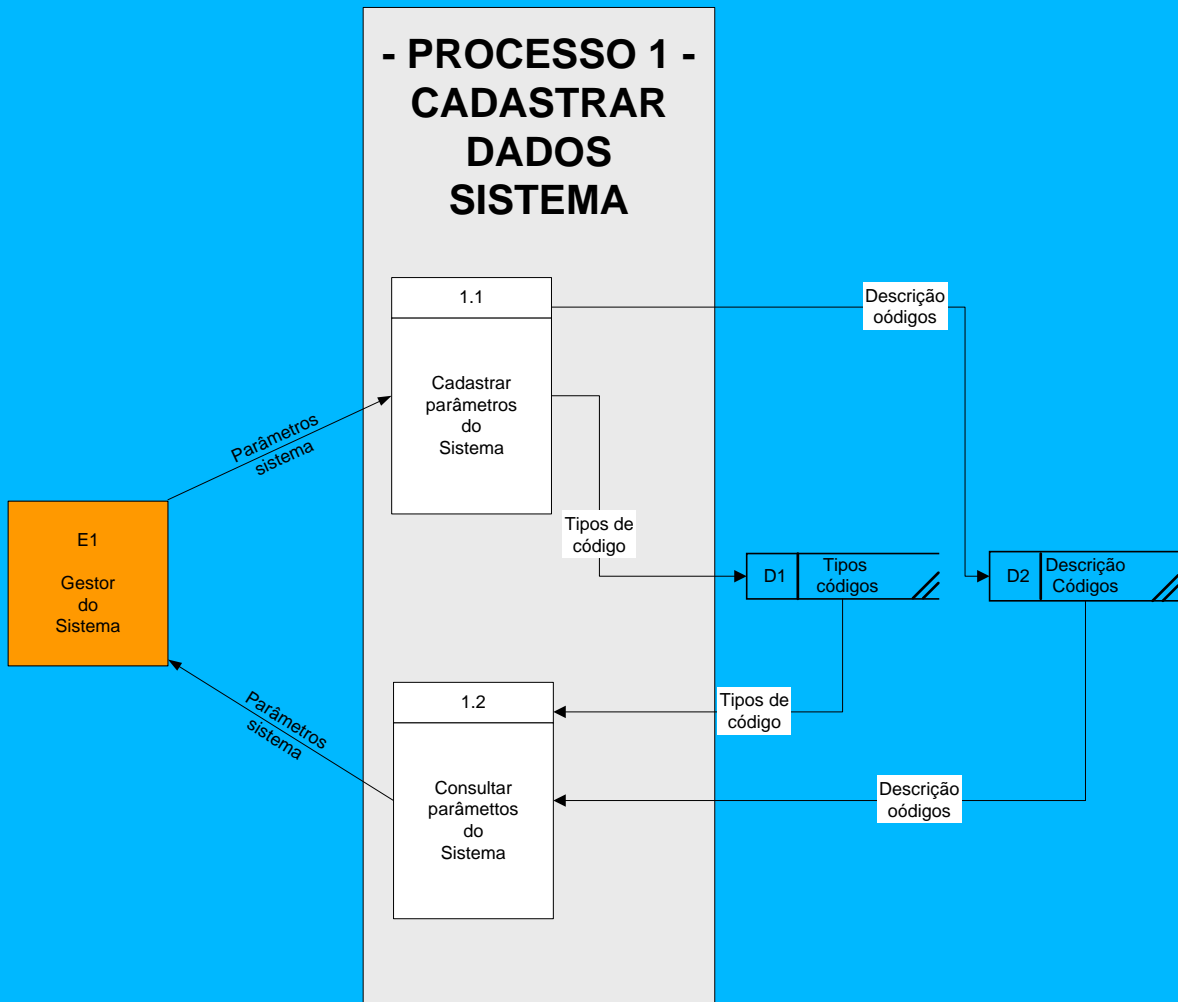 - PROCESSO 1 -
CADASTRAR
DADOS
SISTEMA
1.1
Cadastrar
parâmetros
do
Sistema
Descrição
oódigos
Parâmetros
sistema
E1
Gestor
do
Sistema
Tipos de
código
D1
Tipos
códigos
D2
Descrição
Códigos
1.2
Consultar
parâmettos
do
Sistema
Tipos de
código
Parâmetros
sistema
Descrição
oódigos